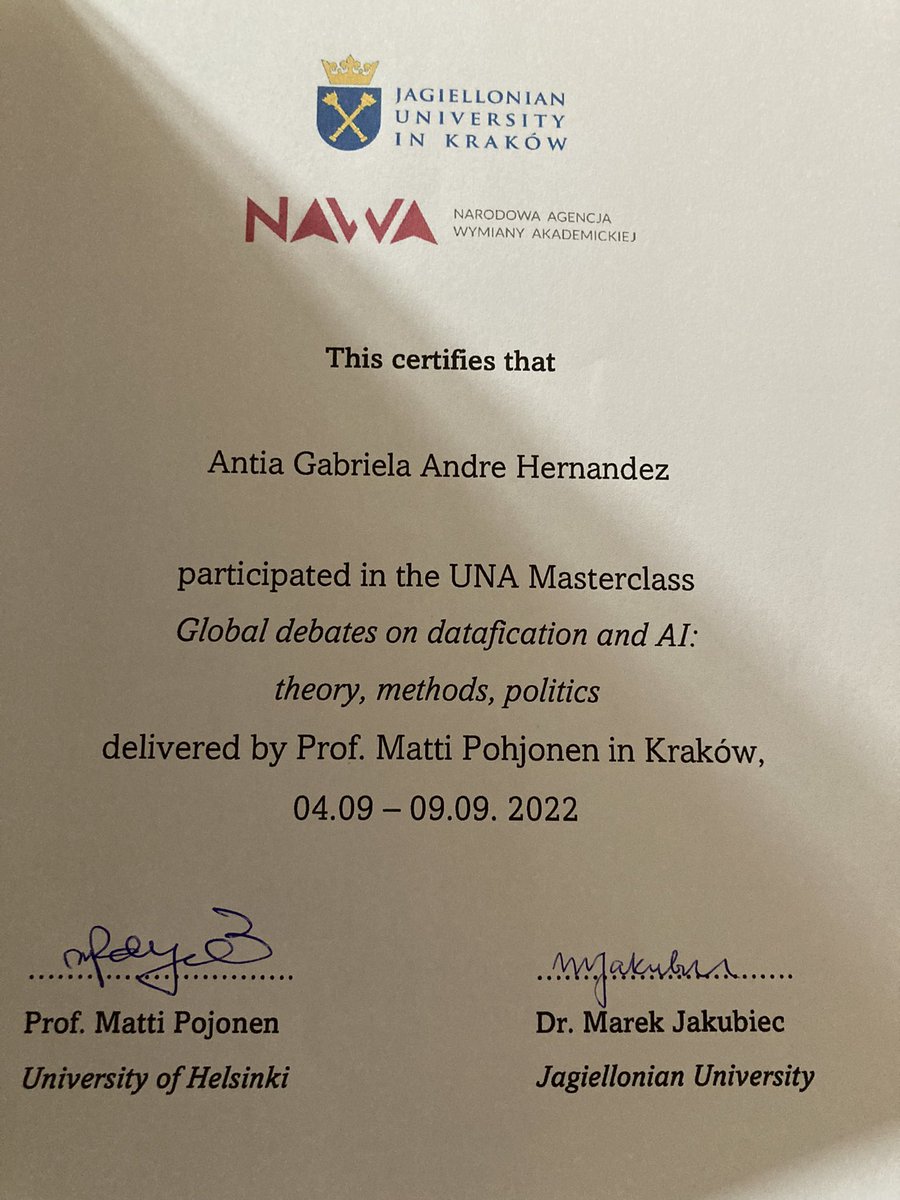 JAGIELLONIAN
UNIVERSITY
IN KRAKÓW
NAWA
NARODOWA AGENCJA
WYMIANY AKADEMICKIEJ
This certifies that
Antia Gabriela Andre Hernandez
participated in the UNA Masterclass
Global debates on datafication and AI:
theory, methods, politics
delivered by Prof. Matti Pohjonen in Kraków,
04.09 – 09.09. 2022
Prof. Matti Pojonen
University of Helsinki
Dr. Marek Jakubiec
Jagiellonian University